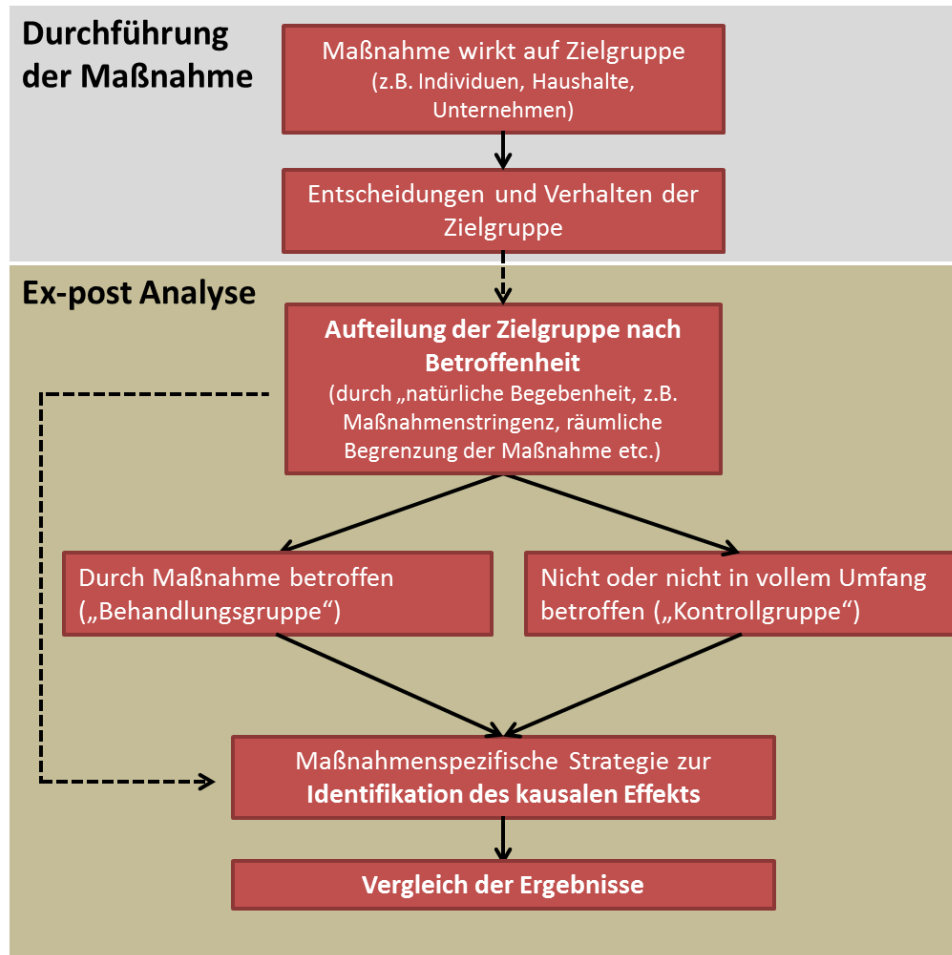 Durchführung
der Maßnahme
Maßnahme wirkt auf Zielgruppe
(z.B. Individuen, Haushalte,
Unternehmen)
Entscheidungen und Verhalten der
Zielgruppe
Ex-post Analyse
Aufteilung der Zielgruppe nach
Betroffenheit
(durch „natürliche Begebenheit, z.B.
Maßnahmenstringenz, räumliche
Begrenzung der Maßnahme etc.)
Durch Maßnahme betroffen
(„Behandlungsgruppe“)
Nicht oder nicht in vollem Umfang
betroffen („Kontrollgruppe“)
Maßnahmenspezifische Strategie zur
Identifikation des kausalen Effekts
Vergleich der Ergebnisse